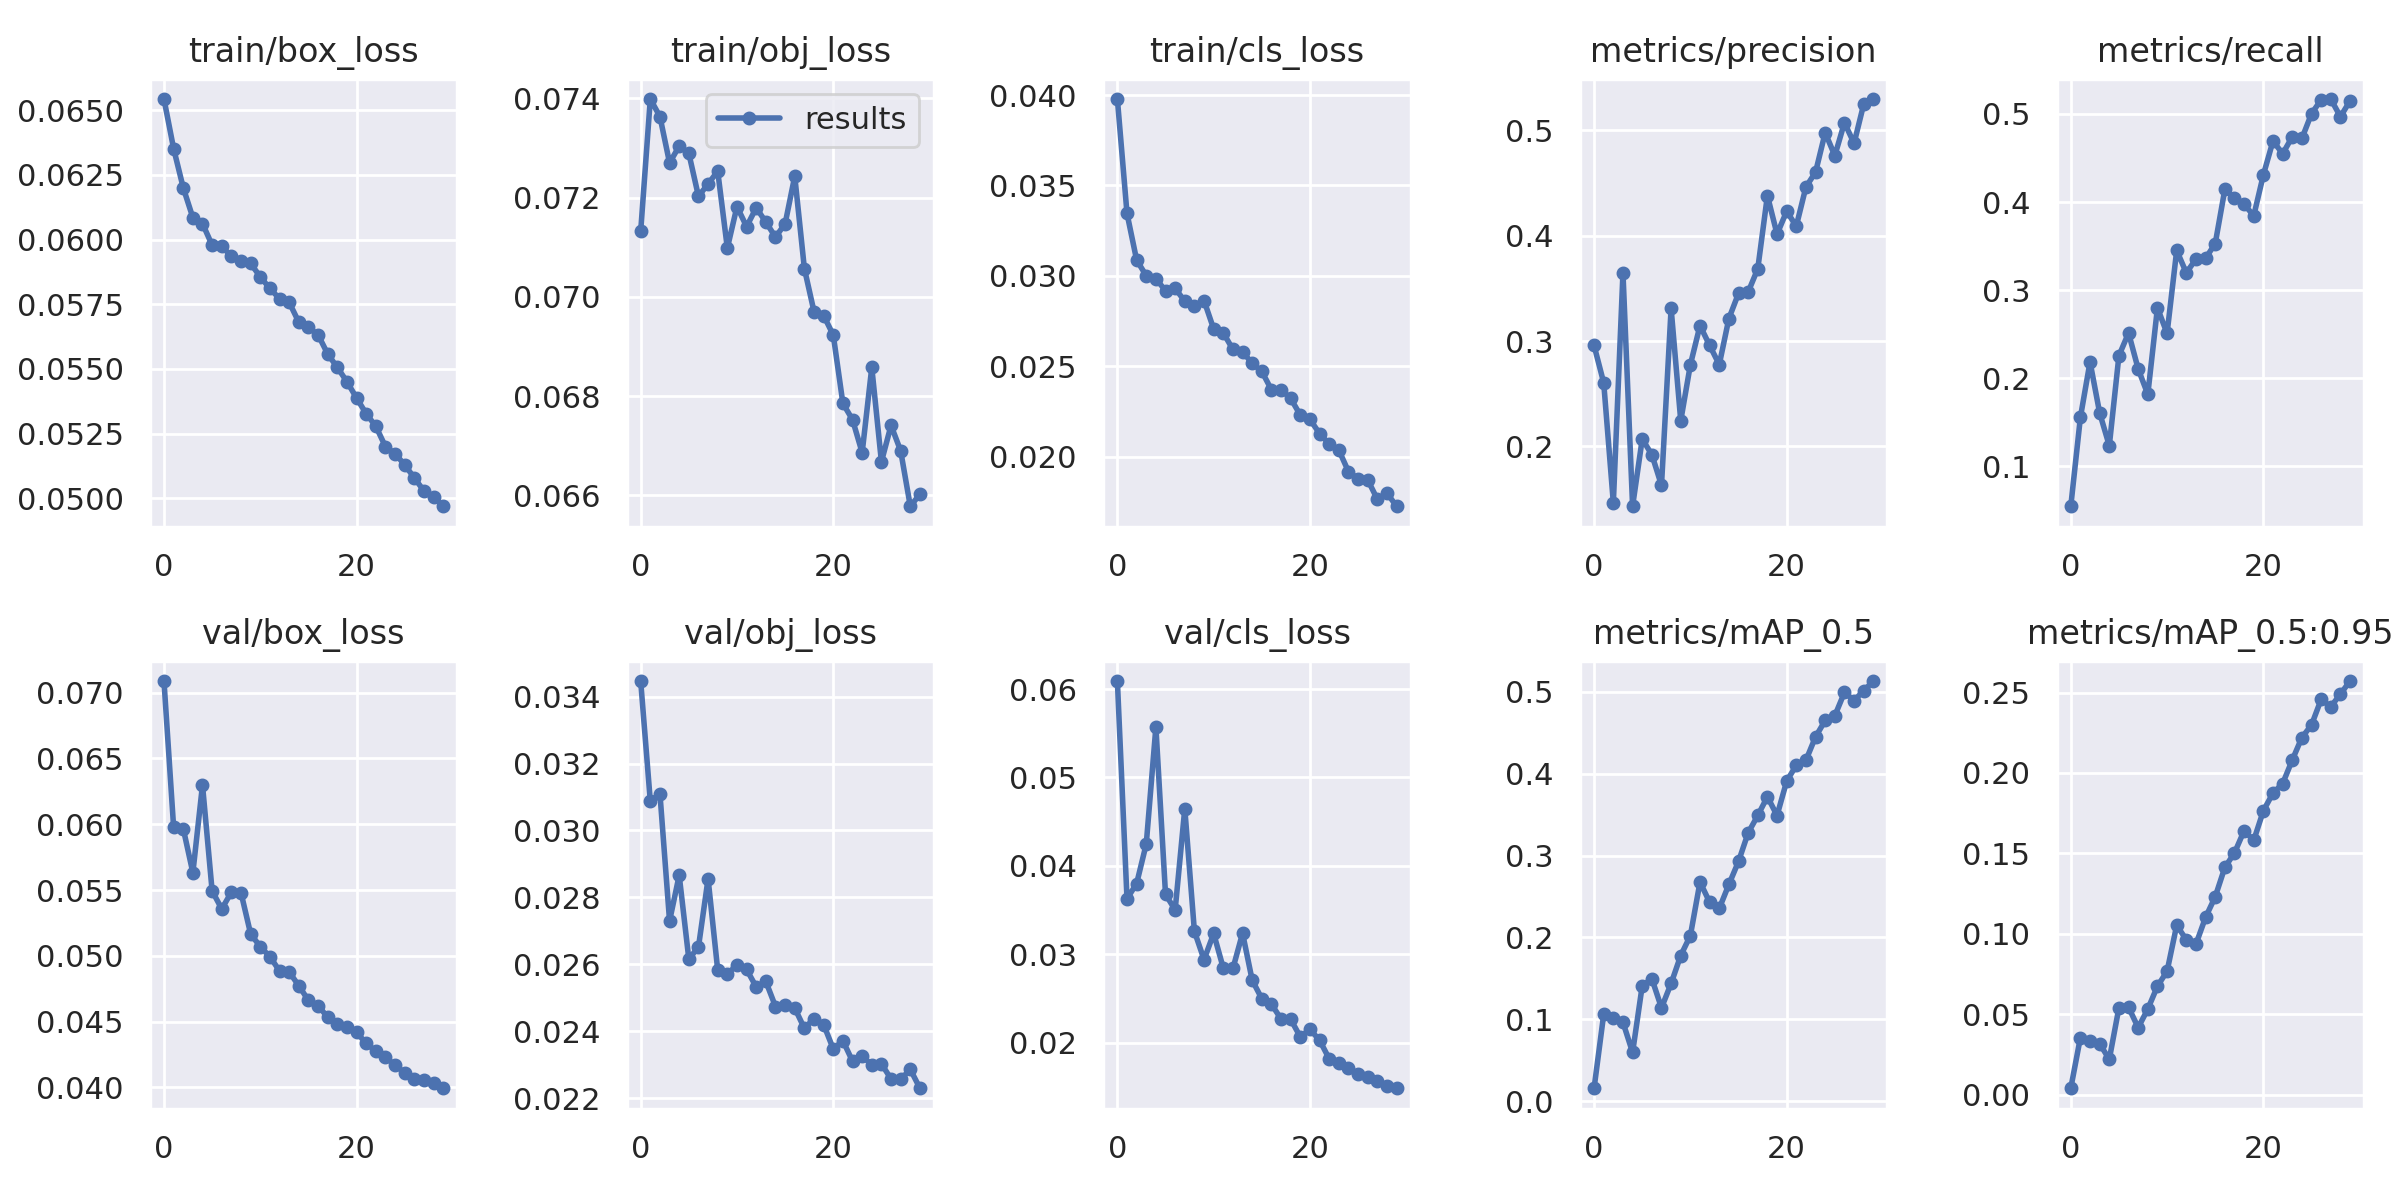 train/box_loss train/obj_loss train/cls_loss metrics/precision metrics/recall
0.0650 0.0625 0.0600 0.0575 0.0550 0.0525 0.0500
0 20
results
0.074 0.072 0.070 0.068 0.066
0 20
0.040 0.035 0.030 0.025 0.020
0 20
0.5 0.4 0.3 0.2
0 20
0.5 0.4 0.3 0.2 0.1
0 20
val/box_loss val/obj_loss val/cls_loss metrics/mAP_0.5 metrics/mAP_0.5:0.95
0.070 0.065 0.060 0.055 0.050 0.045 0.040
0 20
0.034 0.032 0.030 0.028 0.026 0.024 0.022
0 20
0.06 0.05 0.04 0.03 0.02
0 20
0.5 0.4 0.3 0.2 0.1 0.0
0 20
0.25 0.20 0.15 0.10 0.05 0.00
0 20